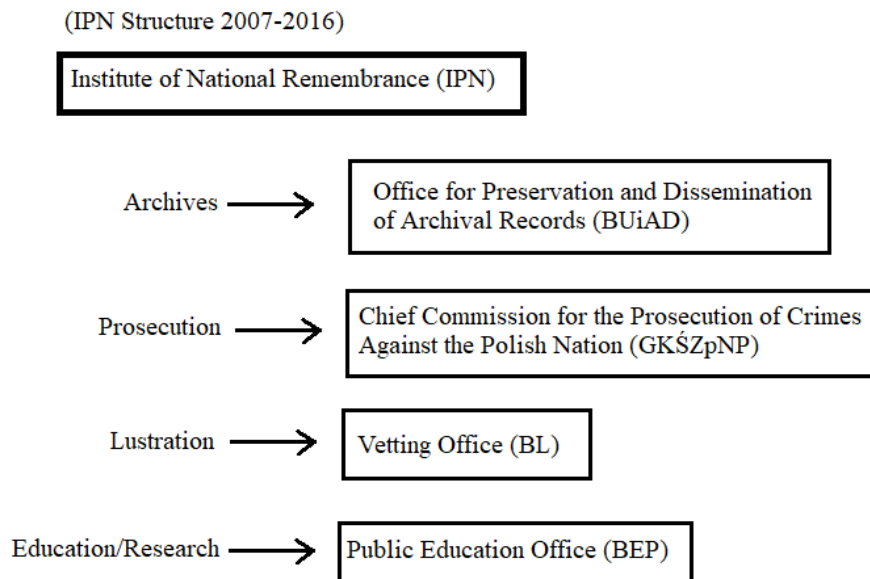 (IPN Structure 2007-2016)
Institute of National Remembrance (IPN)
Archives
Office for Preservation and Dissemination
of Archival Records (BUiAD)
Prosecution
Chief Commission for the Prosecution of Crimes
Against the Polish Nation (GKŚZpNP)
Lustration
Vetting Office (BL)
Education/Research
Public Education Office (BEP)